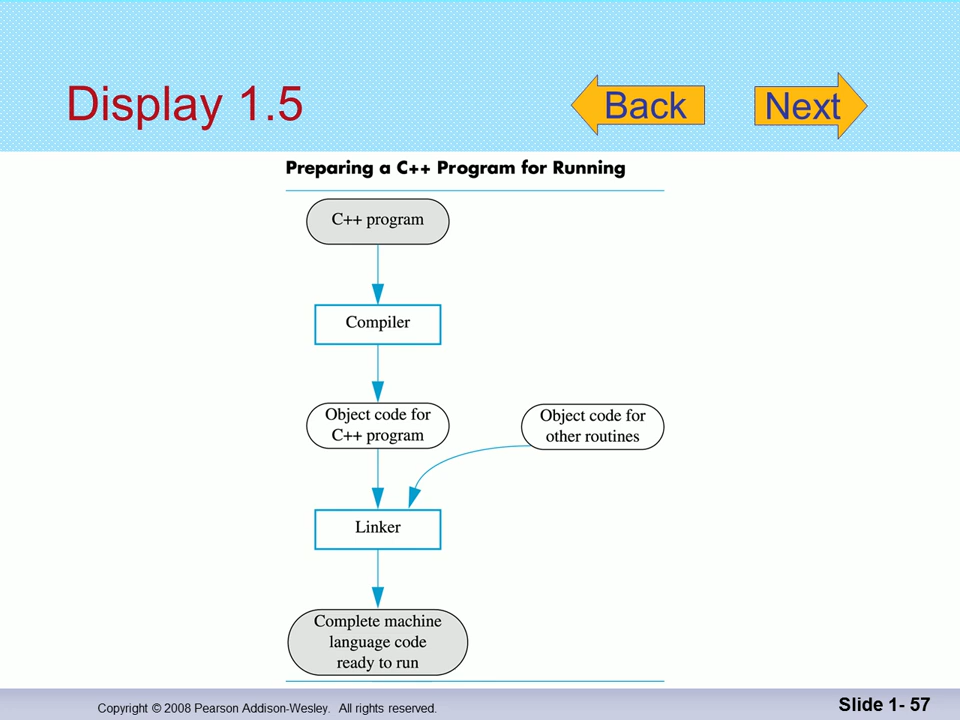 Display 1.5
Back
Next
Preparing a C++ Program for Running
C++ program
Compiler
Object code for
C++ program
Object code for
other routines
Linker
Complete machine
language code
ready to run
Copyright © 2008 Pearson Addison-Wesley. All rights reserved.
Slide 1- 57